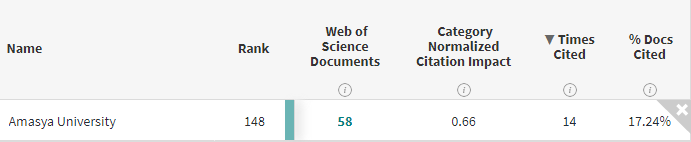 Name
Rank
Web of
Science
Documents
Category
Normalized
Citation Impact
▼ Times
Cited
% Docs
Cited
Amasya University 148 58 0.66 14 17.24%